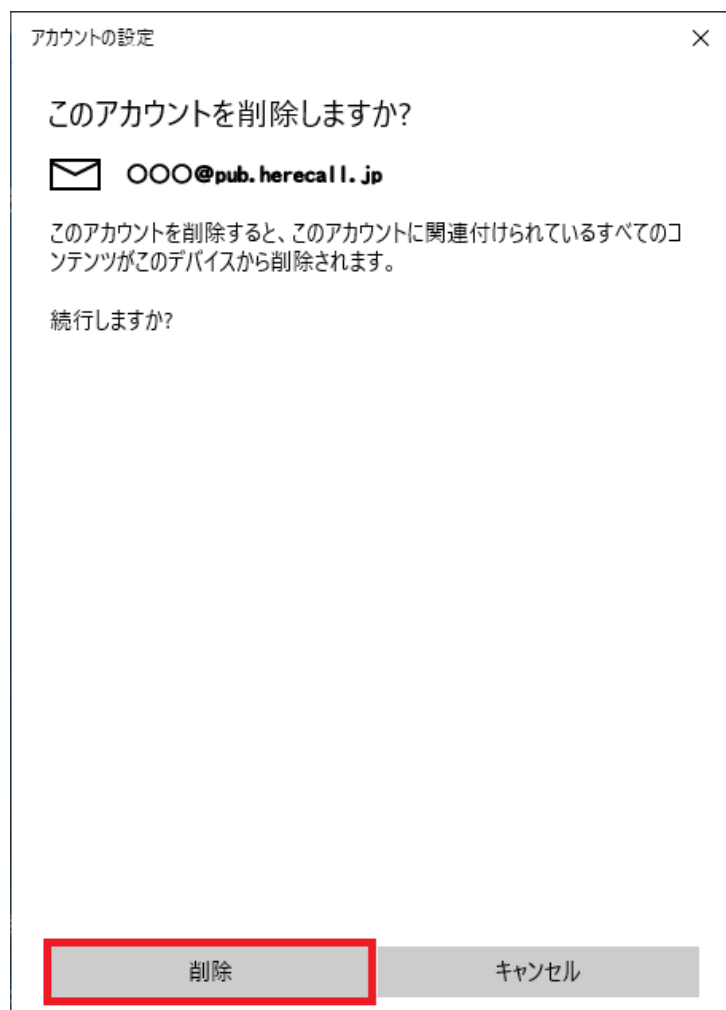 アカウントの設定
このアカウントを削除しますか?
○○○@pub.herecall.jp
このアカウントを削除すると、このアカウントに関連付けられているすべてのコ
ンテンツがこのデバイスから削除されます。
続行しますか?
削除
キャンセル